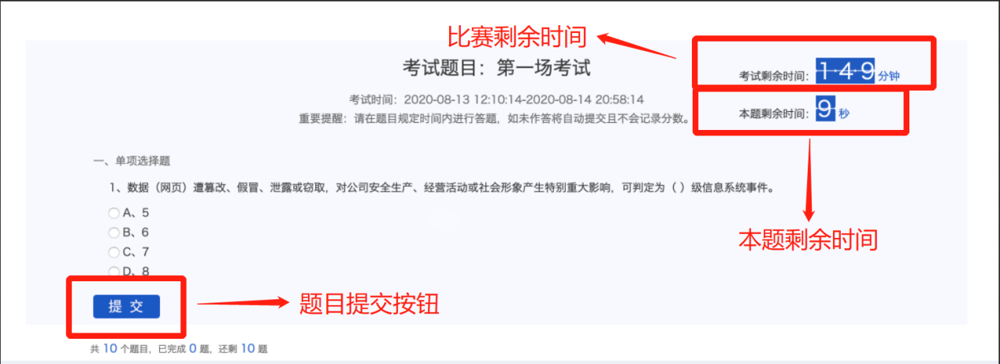 比赛剩余时间
考试题目：第一场考试
考试剩余时间：149分钟
考试时间：2020-08-13 12:10:14-2020-08-14 20:58:14
本题剩余时间：9秒
重要提醒：请在题目规定时间内进行答题，如未作答将自动提交且不会记录分数。
一、单项选择题
1、数据（网页）遭篡改、假冒、泄露或窃取，对公司安全生产、经营活动或社会形象产生特别重大影响，可判定为（ ）级信息系统事件。
A、5
B、6
C、7
D、8
本题剩余时间
提 交
题目提交按钮
共 10 个题目，已完成 0 题，还剩 10 题